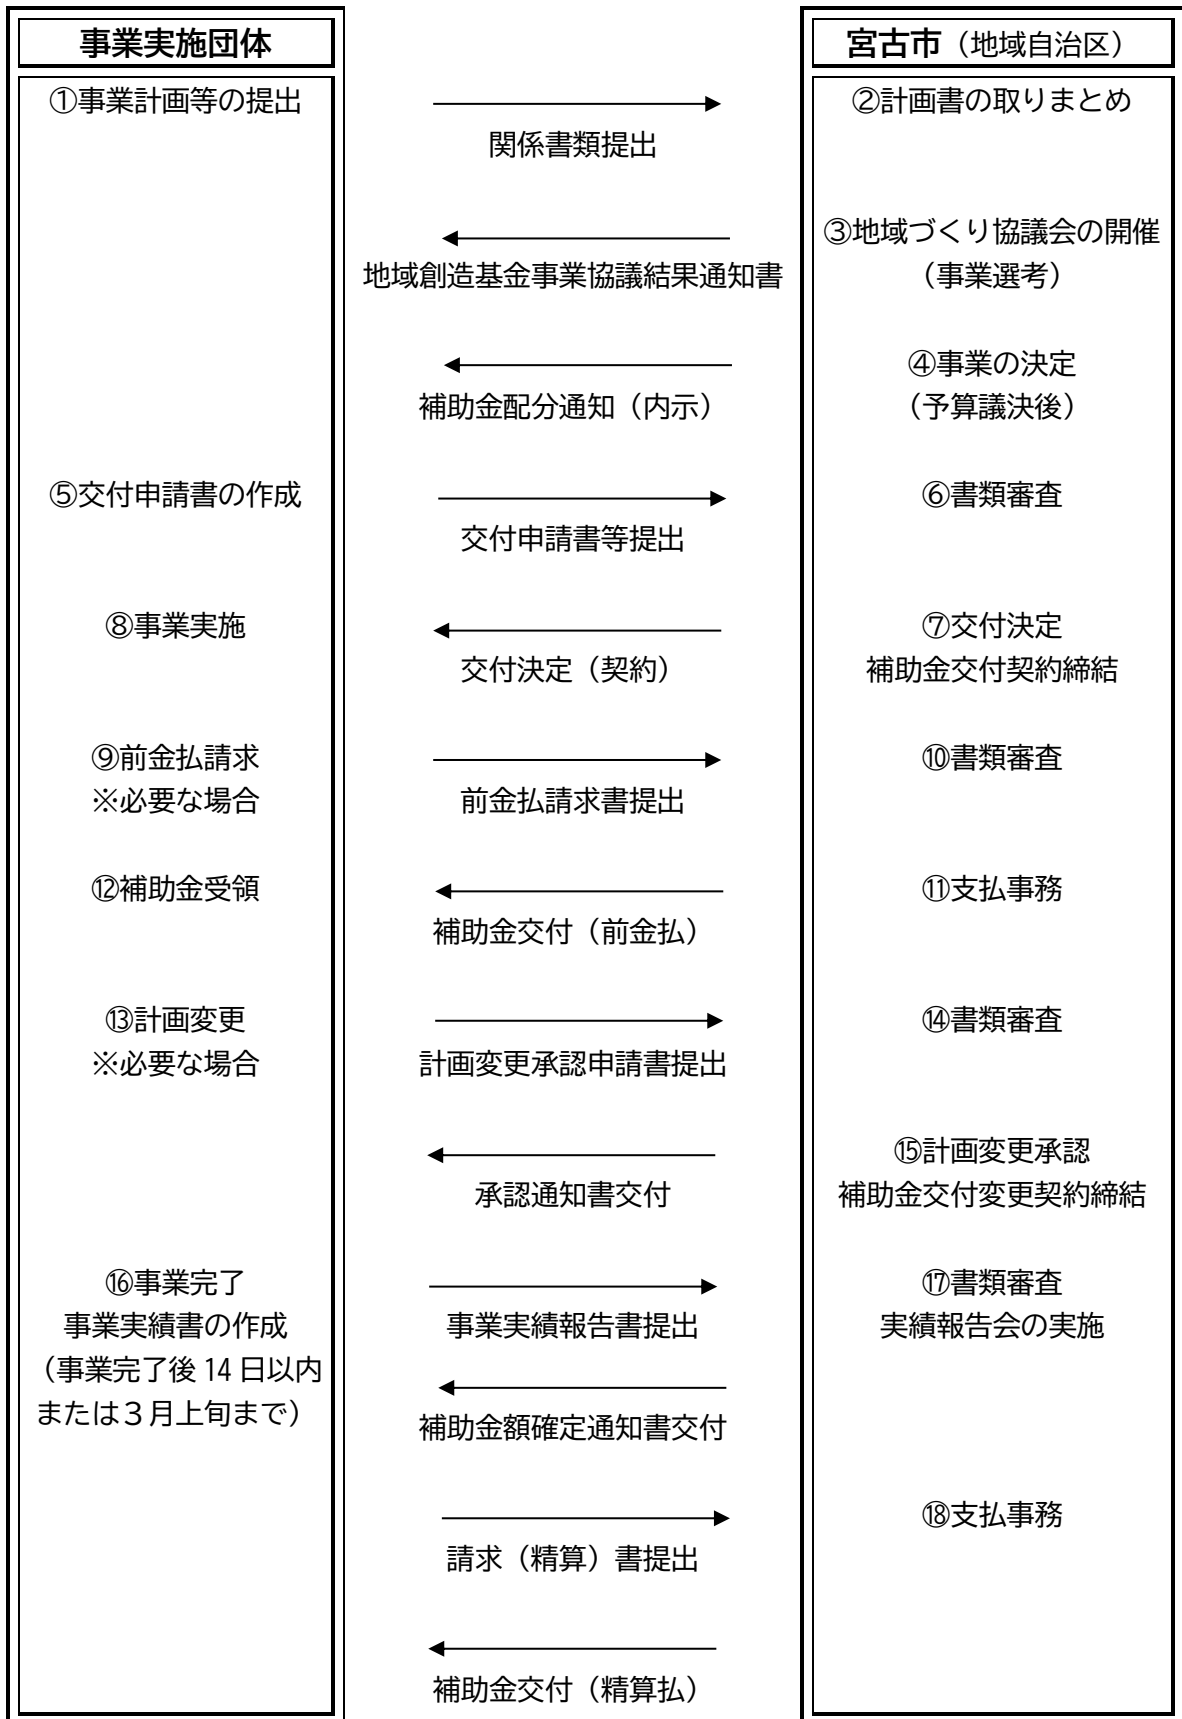 事業実施団体
宮古市（地域自治区）
①事業計画等の提出
②計画書の取りまとめ
関係書類提出
③地域づくり協議会の開催
地域創造基金事業協議結果通知書
（事業選考）
④事業の決定
補助金配分通知（内示）
（予算議決後）
⑤交付申請書の作成
⑥書類審査
交付申請書等提出
⑧事業実施
⑦交付決定
交付決定（契約）
補助金交付契約締結
⑨前金払請求
⑩書類審査
※必要な場合
前金払請求書提出
⑫補助金受領
⑪支払事務
補助金交付（前金払）
⑬計画変更
⑭書類審査
※必要な場合
計画変更承認申請書提出
⑮計画変更承認
承認通知書交付
補助金交付変更契約締結
⑯事業完了
⑰書類審査
事業実績書の作成
事業実績報告書提出
実績報告会の実施
（事業完了後 14 日以内
または３月上旬まで）
補助金額確定通知書交付
⑱支払事務
請求（精算）書提出
補助金交付（精算払）